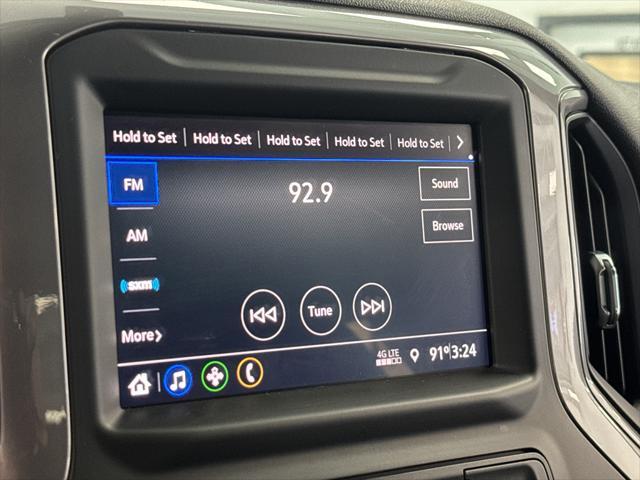 Hold to Set Hold to Set Hold to Set Hold to Set Hold to Set
FM 92.9 Sound
AM Browse
sxm
Tune
More
4G LTE 91° 3:24